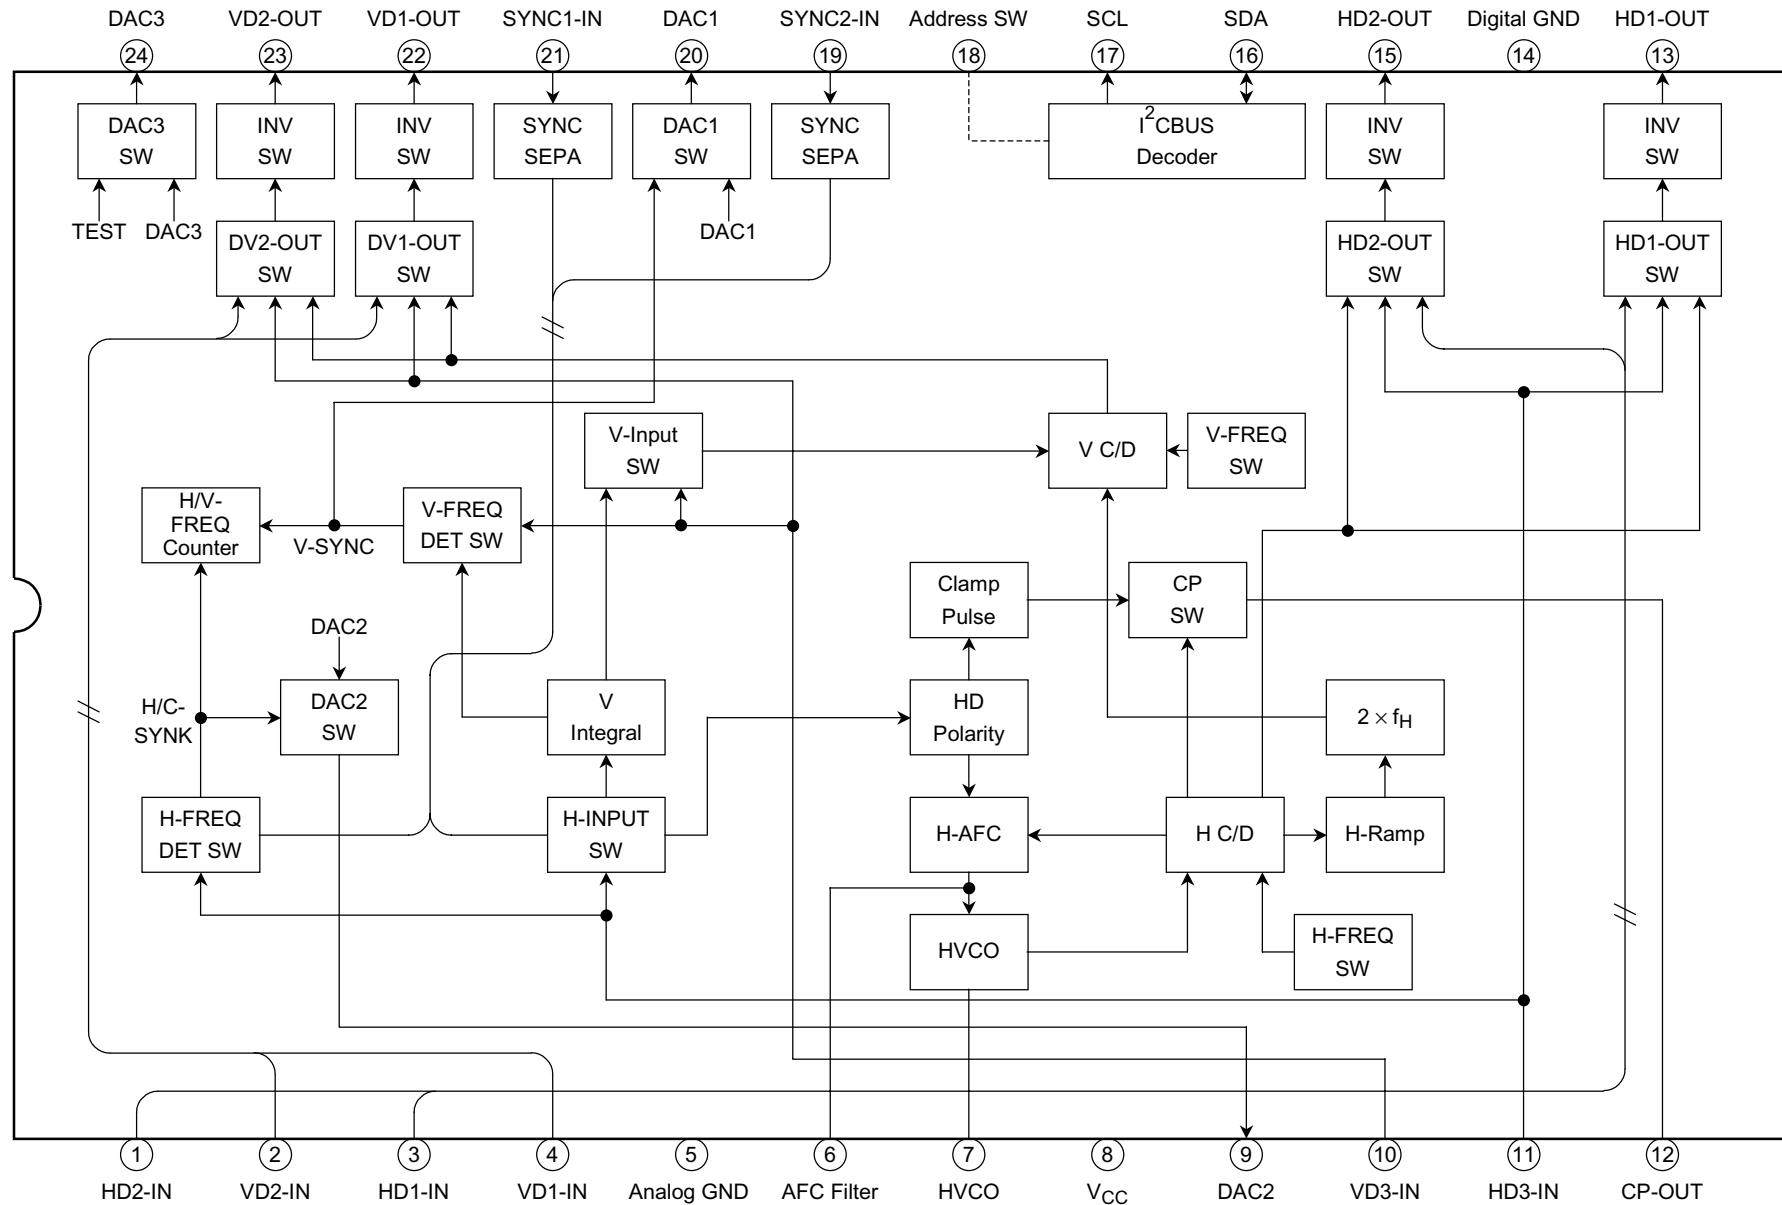 DAC3 VD2-OUT VD1-OUT SYNC1-IN DAC1 SYNC2-IN Address SW SCL SDA HD2-OUT Digital GND HD1-OUT
24 23 22 21 20 19 18 17 16 15 14 13
DAC3 INV INV SYNC DAC1 SYNC I²CBUS INV INV
SW SW SW SEPA SW SEPA Decoder SW SW
TEST DAC3 DAC1
DV2-OUT DV1-OUT HD2-OUT HD1-OUT
SW SW SW SW
V-Input V C/D V-FREQ
SW SW
H/V- V-FREQ
FREQ DET SW
Counter V-SYNC
Clamp CP
Pulse SW
DAC2
H/C- DAC2 V HD 2 × fH
SYNK SW Integral Polarity
H-FREQ H-INPUT H-AFC H C/D H-Ramp
DET SW SW
HVCO H-FREQ
SW
1 2 3 4 5 6 7 8 9 10 11 12
HD2-IN VD2-IN HD1-IN VD1-IN Analog GND AFC Filter HVCO VCC DAC2 VD3-IN HD3-IN CP-OUT